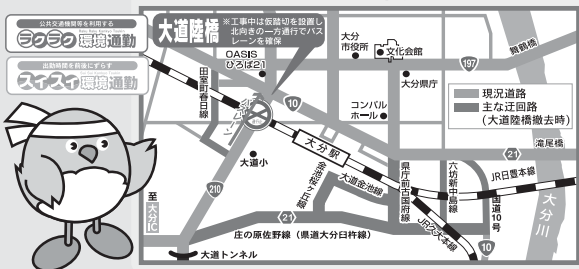 公共交通機関等を利用する
ラクラク環境通勤
出勤時間を前後にずらす
スイスイ環境通勤
大道陸橋
※工事中は仮踏切を設置し
北向きの一方通行でバス
レーンを確保
OASIS
ひろば21
大分
市役所
文化会館
197
舞鶴橋
大分県庁
田室町春日線
10
コンパル
ホール
現況道路
主な迂回路
(大道陸橋撤去時)
滝尾橋
大分駅
21
大道小
金池桜ヶ丘線
大道金池線
JR日豊本線
県庁前古国府線
六坊新中島線
国道10号
大分川
210
至
大分IC
21
庄の原佐野線(県道大分臼杵線)
JR久大本線
10
大道トンネル